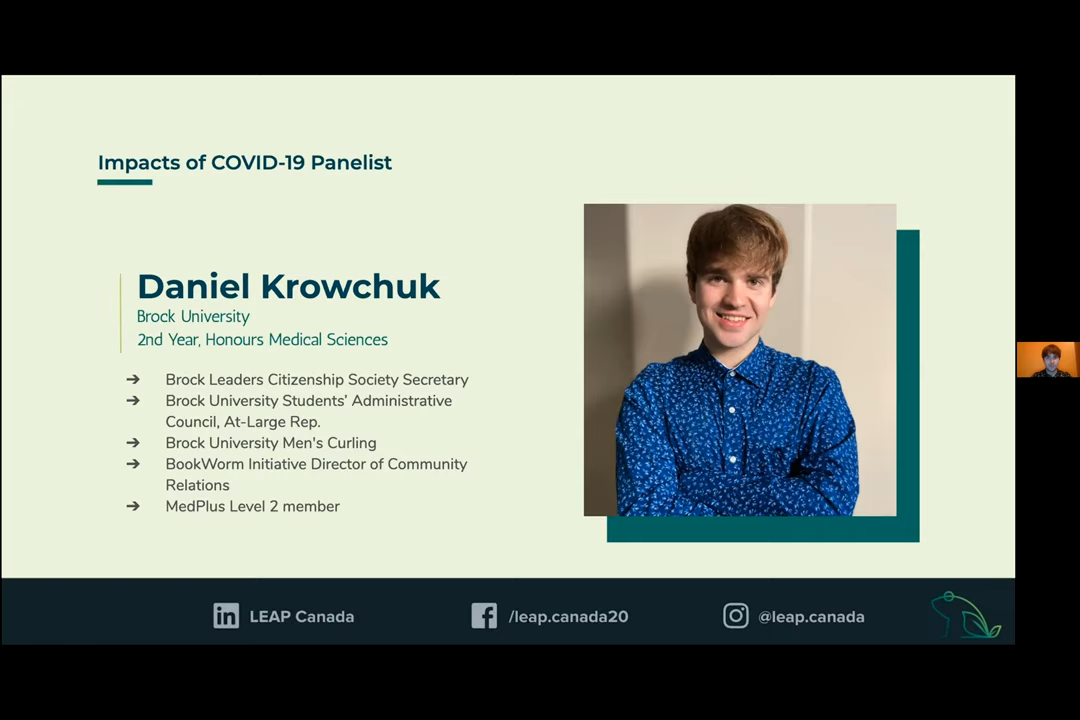 Impacts of COVID-19 Panelist
Daniel Krowchuk
Brock University
2nd Year, Honours Medical Sciences
➔ Brock Leaders Citizenship Society Secretary
➔ Brock University Students’ Administrative
Council, At-Large Rep.
➔ Brock University Men's Curling
➔ BookWorm Initiative Director of Community
Relations
➔ MedPlus Level 2 member
in LEAP Canada
/leap.canada20
@leap.canada